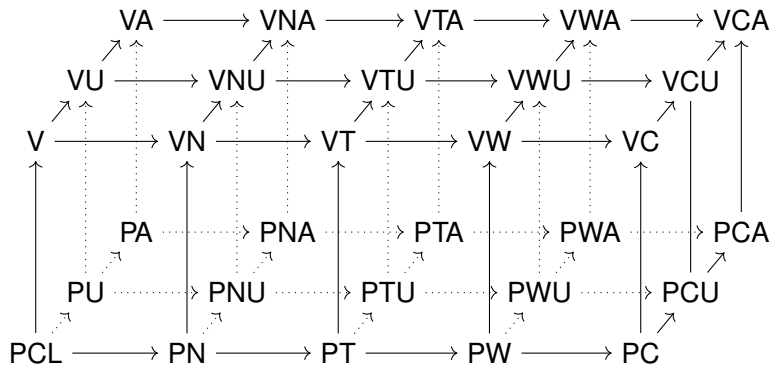 VA VNA VTA VWA VCA
VU VNU VTU VWU VCU
V VN VT VW VC
PA PNA PTA PWA PCA
PU PNU PTU PWU PCU
PCL PN PT PW PC